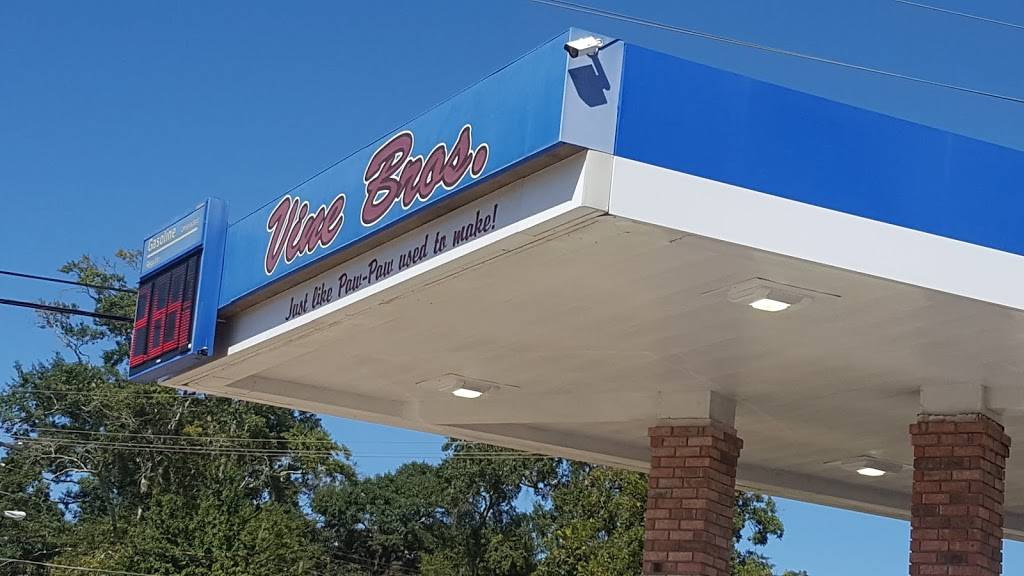 Vine Bros.
Just like Paw-Paw used to make!
Gasoline